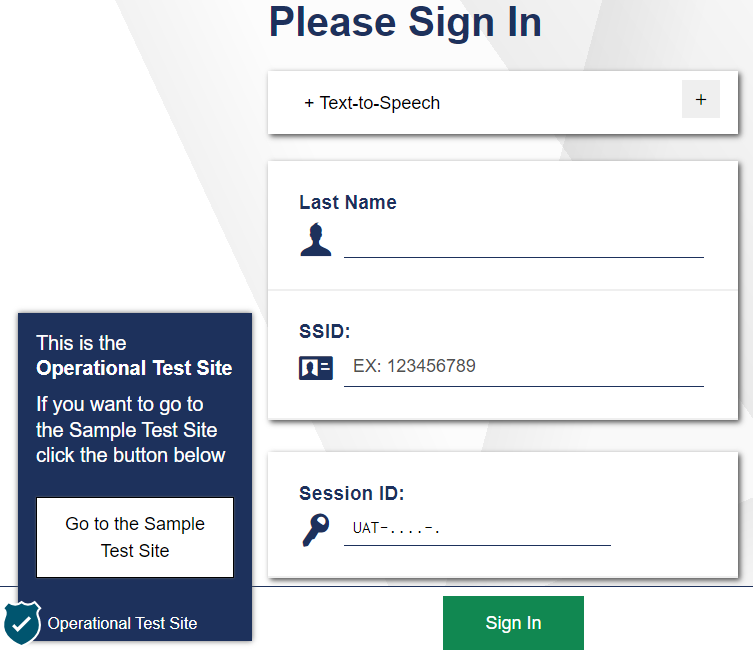 Please Sign In
+ Text-to-Speech
+
Last Name
SSID:
EX: 123456789
This is the
Operational Test Site
If you want to go to
the Sample Test Site
click the button below
Go to the Sample
Test Site
Operational Test Site
Session ID:
UAT-....-.
Sign In